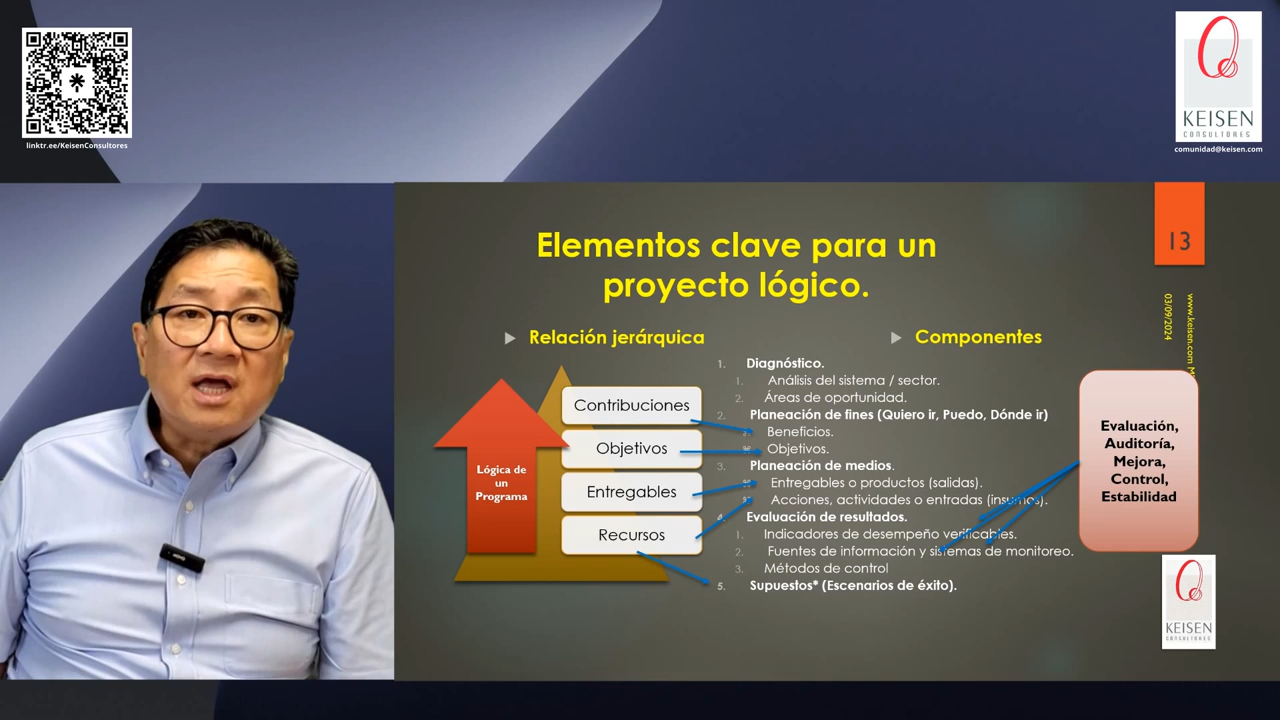 linktr.ee/KeisenConsultores
KEISEN
CONSULTORES
comunidad@keisen.com
13
www.keisen.com M
03/09/2024
Elementos clave para un
proyecto lógico.
Relación jerárquica
Lógica de
un
Programa
Contribuciones
Objetivos
Entregables
Recursos
Componentes
1. Diagnóstico.
1. Análisis del sistema / sector.
2. Áreas de oportunidad.
2. Planeación de fines (Quiero ir, Puedo, Dónde ir)
Beneficios.
Objetivos.
3. Planeación de medios.
Entregables o productos (salidas).
Acciones, actividades o entradas (insumos).
4. Evaluación de resultados.
1. Indicadores de desempeño verificables.
2. Fuentes de información y sistemas de monitoreo.
3. Métodos de control
5. Supuestos* (Escenarios de éxito).
Evaluación,
Auditoría,
Mejora,
Control,
Estabilidad
KEISEN
CONSULTORES